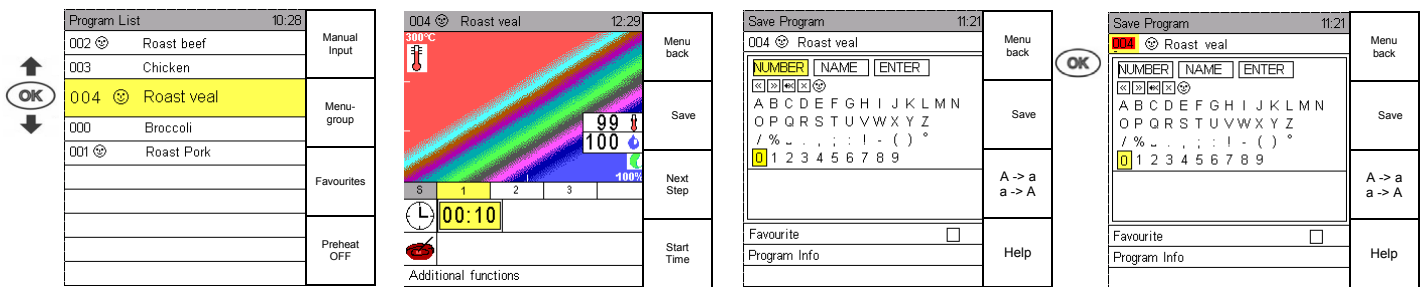 Program List 10:28
002 Roast beef
003 Chicken
004 Roast veal
000 Broccoli
001 Roast Pork
Manual
Input
Menu-
group
Favourites
Preheat
OFF
OK
004 Roast veal 12:29
300°C
99
100
100%
S 1 2 3
00:10
Additional functions
Menu
back
Save
Next
Step
Start
Time
Save Program 11:21
004 Roast veal
NUMBER NAME ENTER
A B C D E F G H I J K L M N
O P Q R S T U V W X Y Z
/ % ˽ . , ; : ! - ( ) °
0 1 2 3 4 5 6 7 8 9
Favourite
Program Info
Menu
back
Save
A -> a
a -> A
Help
OK
Save Program 11:21
004 Roast veal
NUMBER NAME ENTER
A B C D E F G H I J K L M N
O P Q R S T U V W X Y Z
/ % ˽ . , ; : ! - ( ) °
0 1 2 3 4 5 6 7 8 9
Favourite
Program Info
Menu
back
Save
A -> a
a -> A
Help